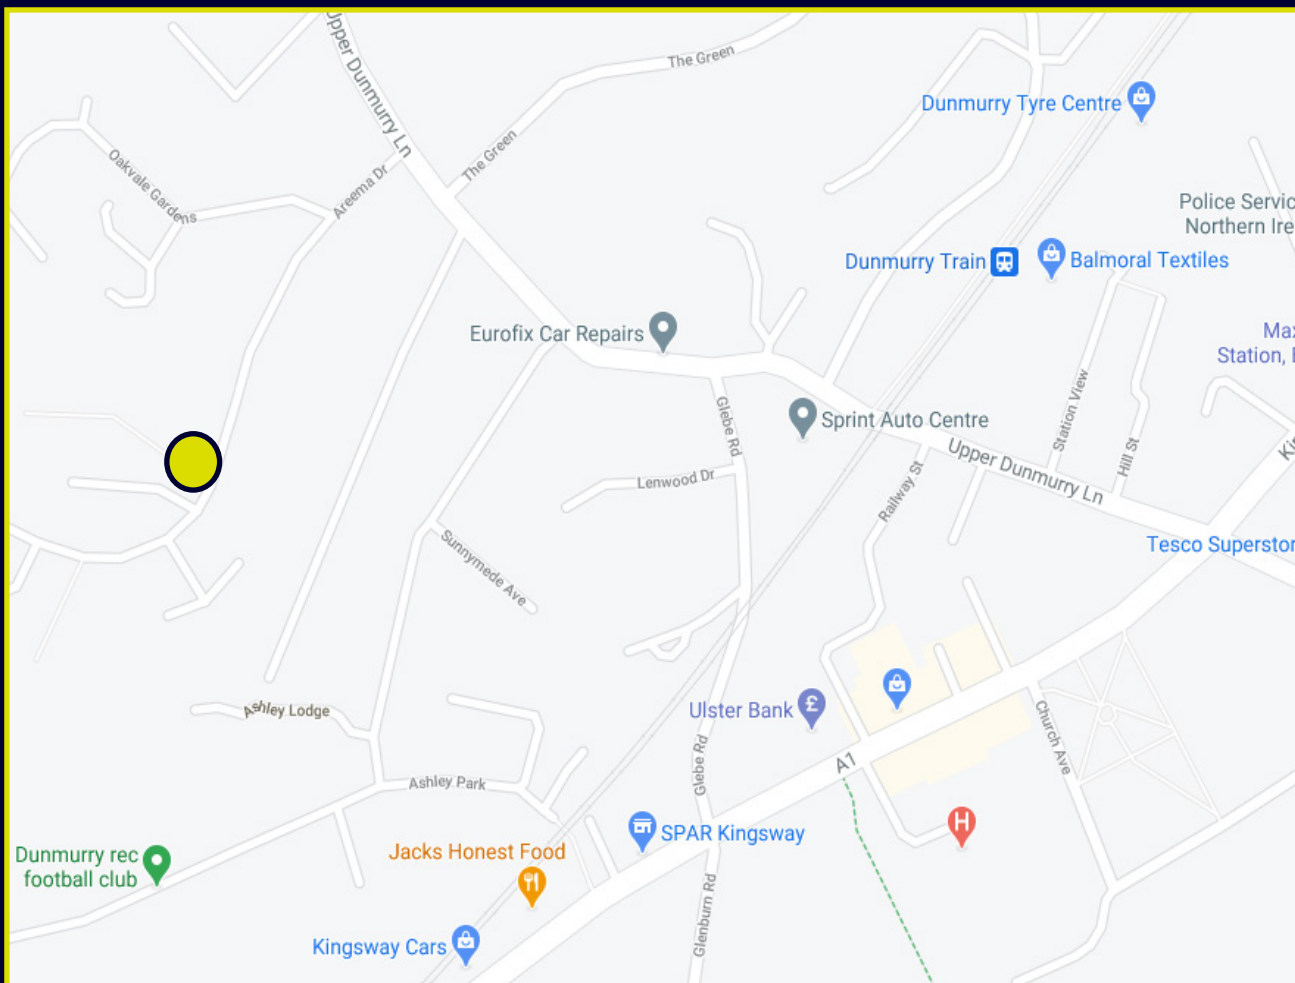 Upper Dunmurry Ln
The Green
Dunmurry Tyre Centre
Oakvale Gardens
Areema Dr
The Green
Police Servic
Northern Ire
Dunmurry Train
Balmoral Textiles
Eurofix Car Repairs
Max
Station, B
Glebe Rd
Sprint Auto Centre
Station View
Hill St
Upper Dunmurry Ln
Lenwood Dr
Railway St
Tesco Superstor
Sunnymede Ave
Ashley Lodge
Ulster Bank
£
Church Ave
Glebe Rd
A1
Ashley Park
SPAR Kingsway
H
Jacks Honest Food
Dunmurry rec
football club
Glenburn Rd
Kingsway Cars